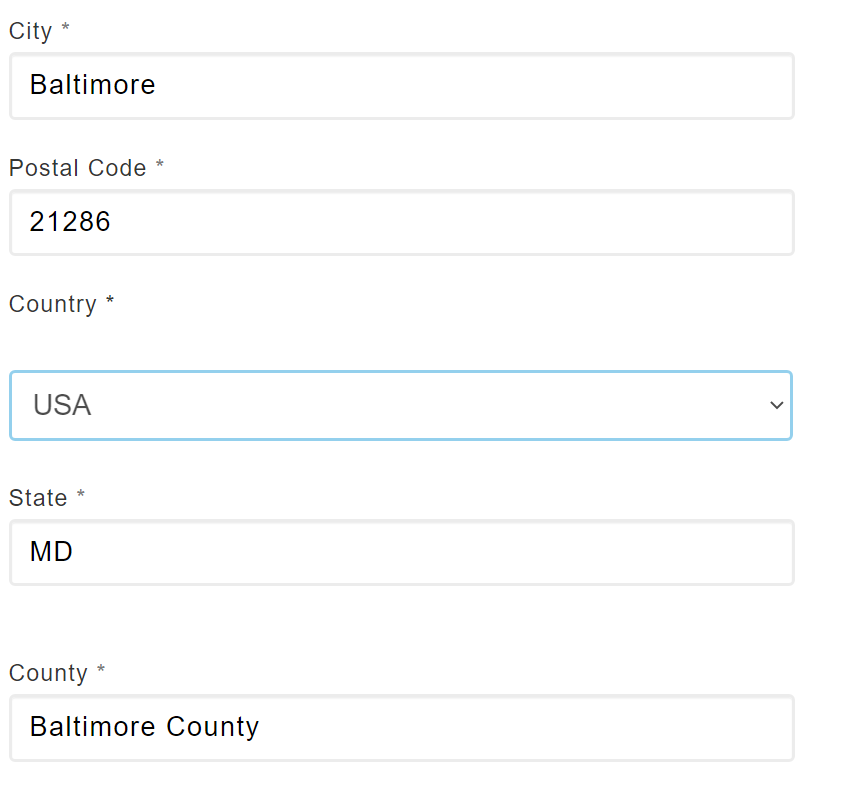 City *
Baltimore
Postal Code *
21286
Country *
USA
State *
MD
County *
Baltimore County